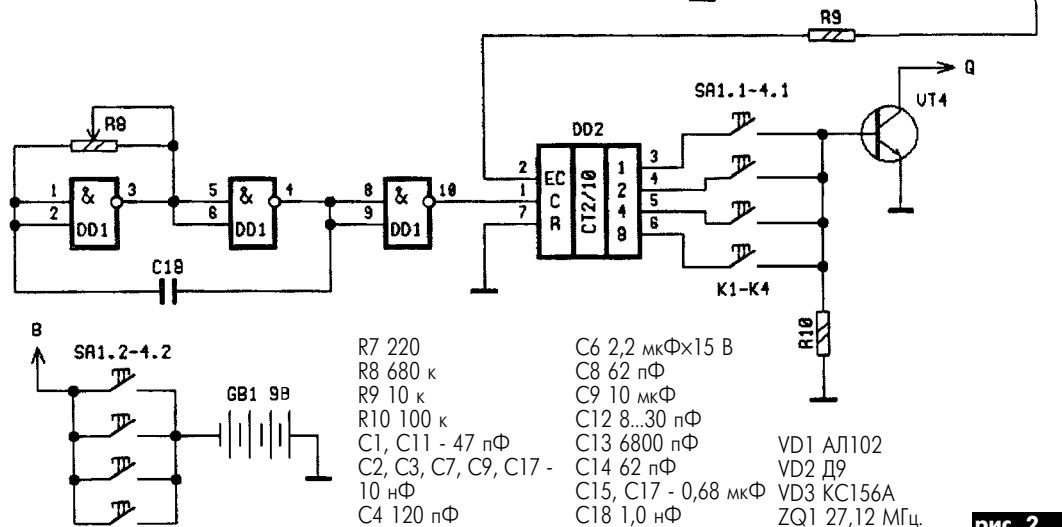 R9
Q
SA1.1-4.1
VT4
R8
DD2
1 & 3
2 DD1
5 & 4
6 DD1
8 & 10
9 DD1
2 EC
1 C
7 R
CT2/10
1 3
2 4
4 5
8 6
C18
K1-K4
R10
B
SA1.2-4.2
GB1 9В
R7 220
R8 680 к
R9 10 к
R10 100 к
C1, C11 - 47 пФ
C2, C3, C7, C9, C17 -
10 нФ
C4 120 пФ
C6 2,2 мкФx15 В
C8 62 пФ
C9 10 мкФ
C12 8...30 пФ
C13 6800 пФ
C14 62 пФ
C15, C17 - 0,68 мкФ
C18 1,0 нФ
VD1 АЛ102
VD2 Д9
VD3 КС156А
ZQ1 27,12 МГц.
рис. 2